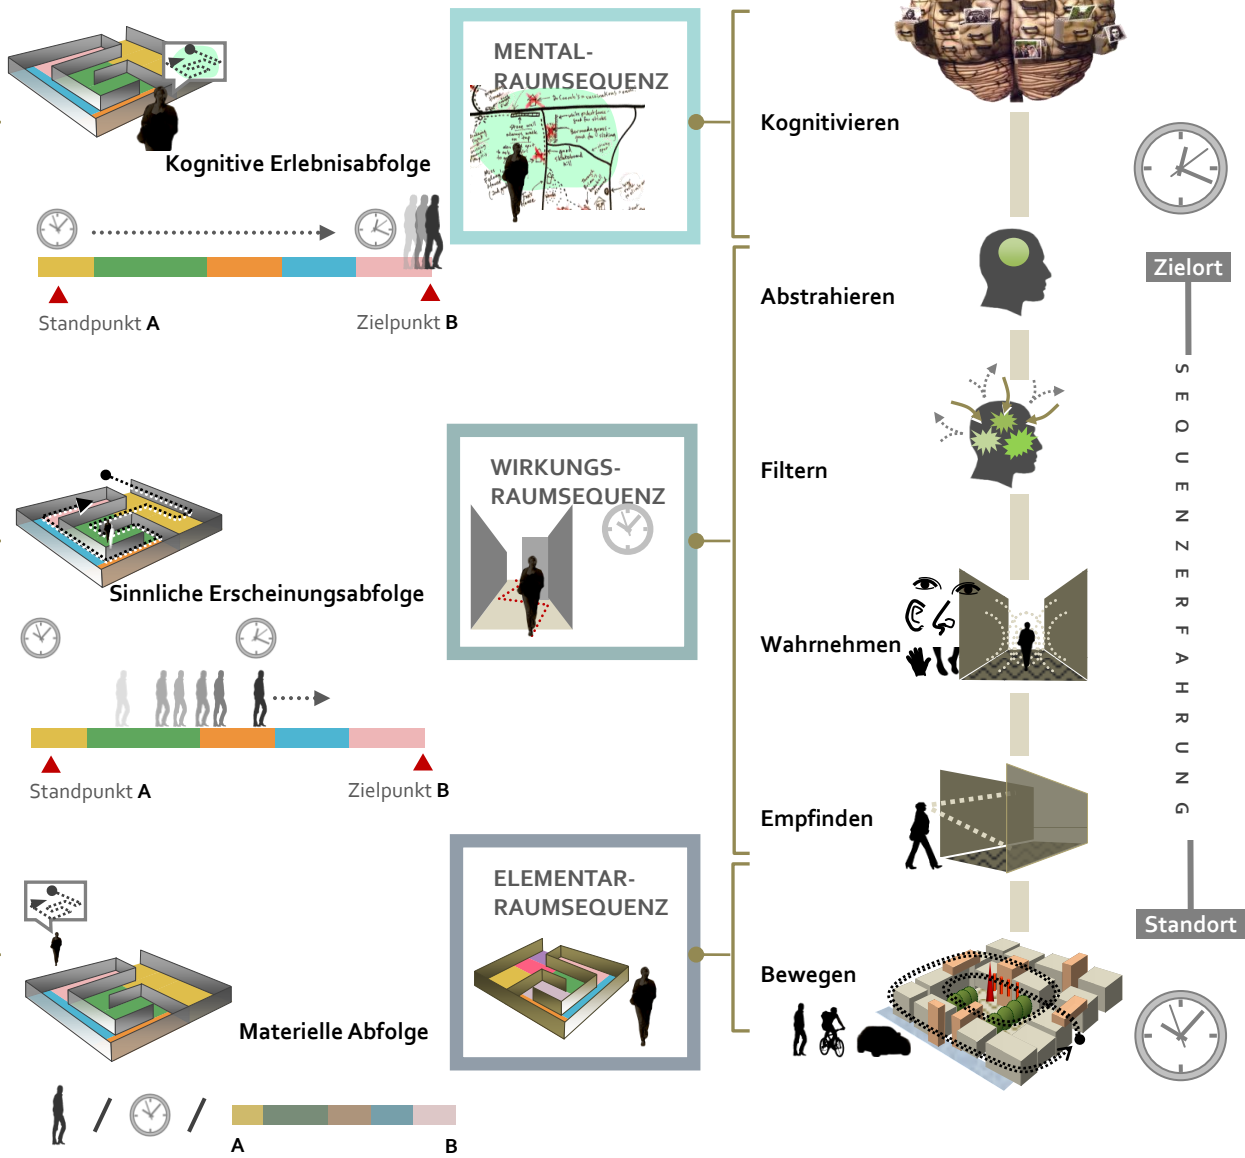 Kognitive Erlebnisabfolge
Standpunkt A
Zielpunkt B
Sinnliche Erscheinungsabfolge
Standpunkt A
Zielpunkt B
Materielle Abfolge
/ /
A
B
MENTAL-
RAUMSEQUENZ
WIRKUNGS-
RAUMSEQUENZ
ELEMENTAR-
RAUMSEQUENZ
Kognitivieren
Abstrahieren
Filtern
Wahrnehmen
Empfinden
Bewegen
Zielort
SEQUENZERFAHRUNG
Standort